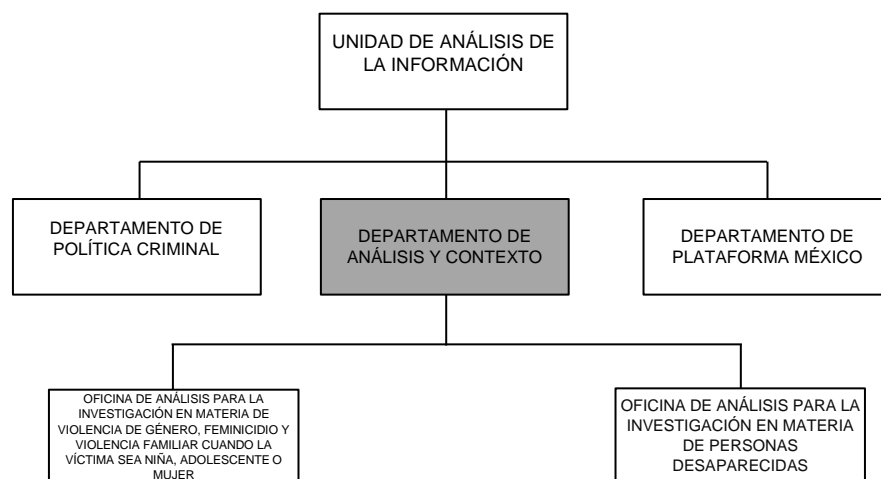 UNIDAD DE ANÁLISIS DE
LA INFORMACIÓN
DEPARTAMENTO DE
POLÍTICA CRIMINAL
DEPARTAMENTO DE
ANÁLISIS Y CONTEXTO
DEPARTAMENTO DE
PLATAFORMA MÉXICO
OFICINA DE ANÁLISIS PARA LA
INVESTIGACIÓN EN MATERIA DE
VIOLENCIA DE GÉNERO, FEMINICIDIO Y
VIOLENCIA FAMILIAR CUANDO LA
VÍCTIMA SEA NIÑA, ADOLESCENTE O
MUJER
OFICINA DE ANÁLISIS PARA LA
INVESTIGACIÓN EN MATERIA
DE PERSONAS
DESAPARECIDAS